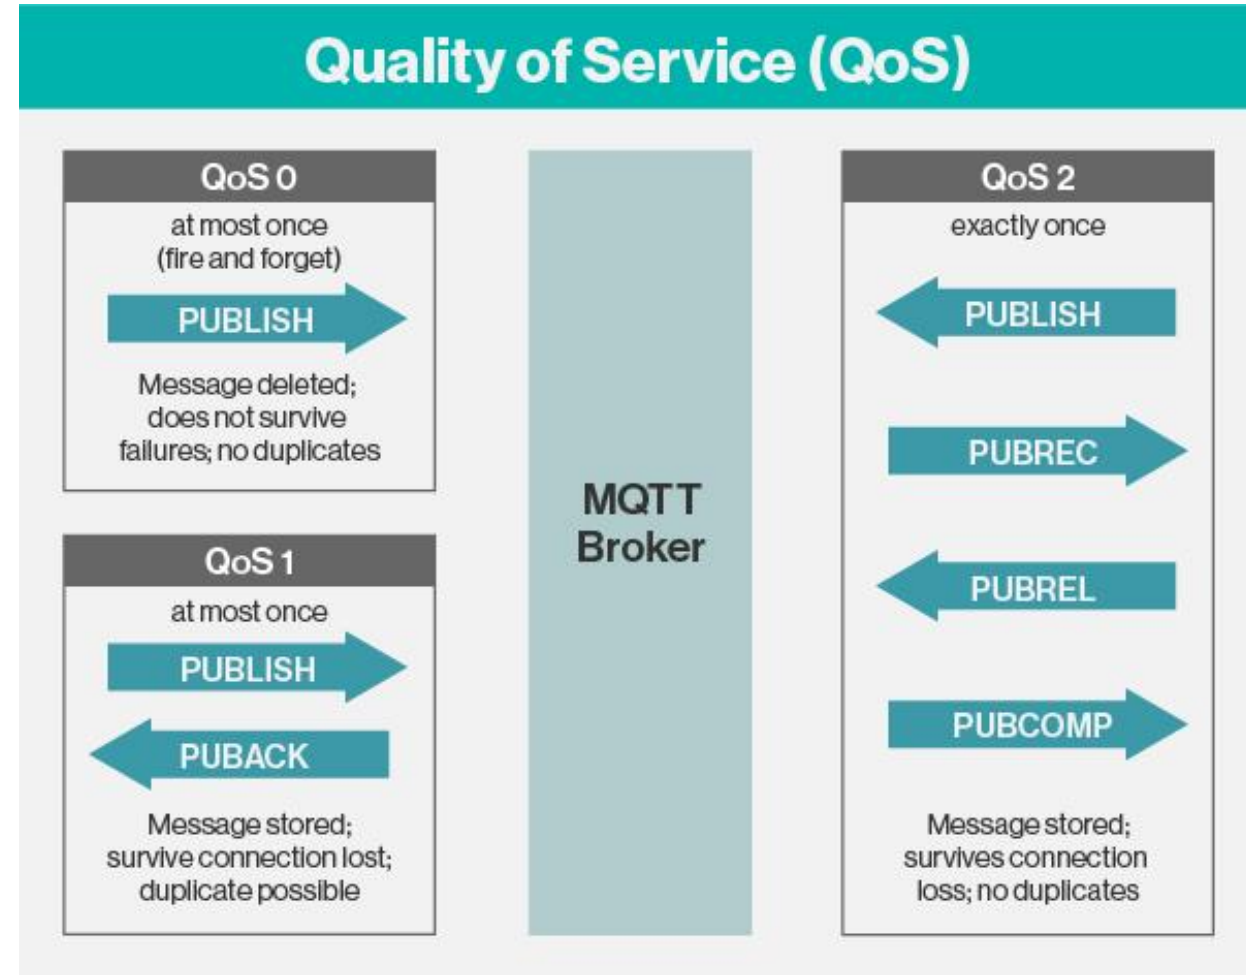 Quality of Service (QoS)
QoS 0
at most once
(fire and forget)
PUBLISH
Message deleted;
does not survive
failures; no duplicates
QoS 1
at most once
PUBLISH
PUBACK
Message stored;
survive connection lost;
duplicate possible
MQTT
Broker
QoS 2
exactly once
PUBLISH
PUBREC
PUBREL
PUBCOMP
Message stored;
survives connection
loss; no duplicates